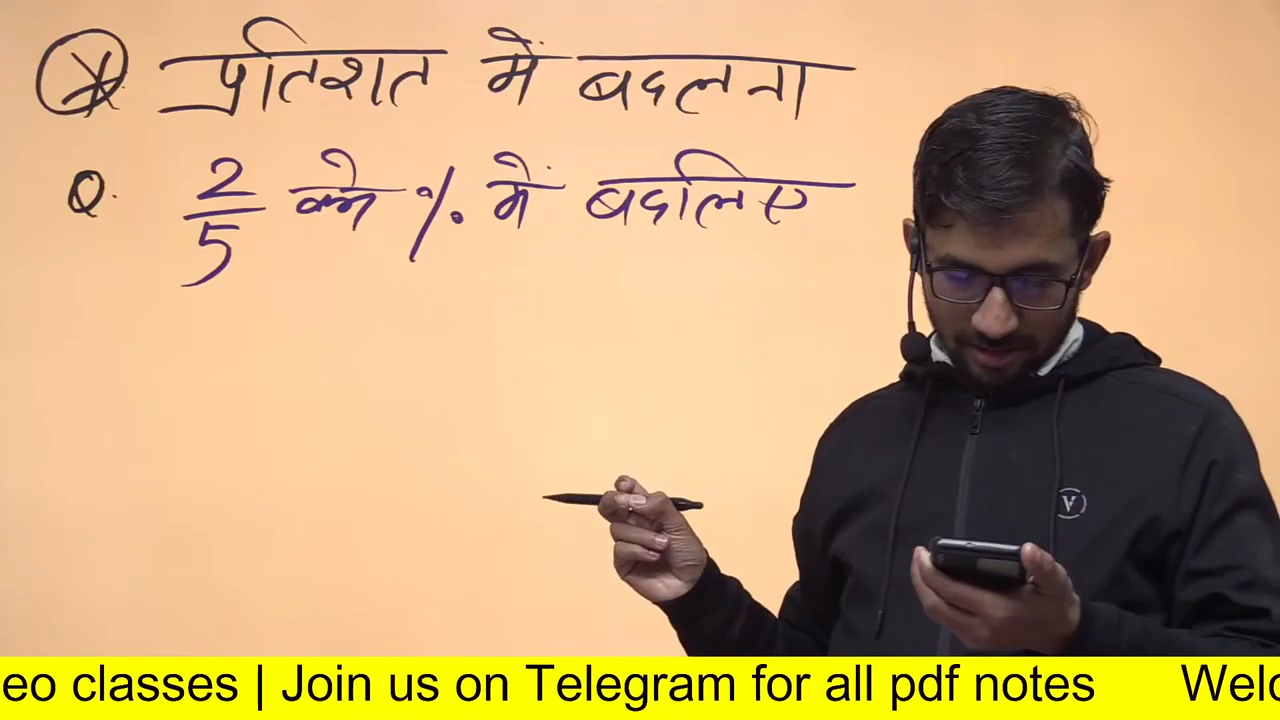 प्रतिशत में बदलना
Q. 2/5 को % में बदलिए
V
eo classes | Join us on Telegram for all pdf notes Welc